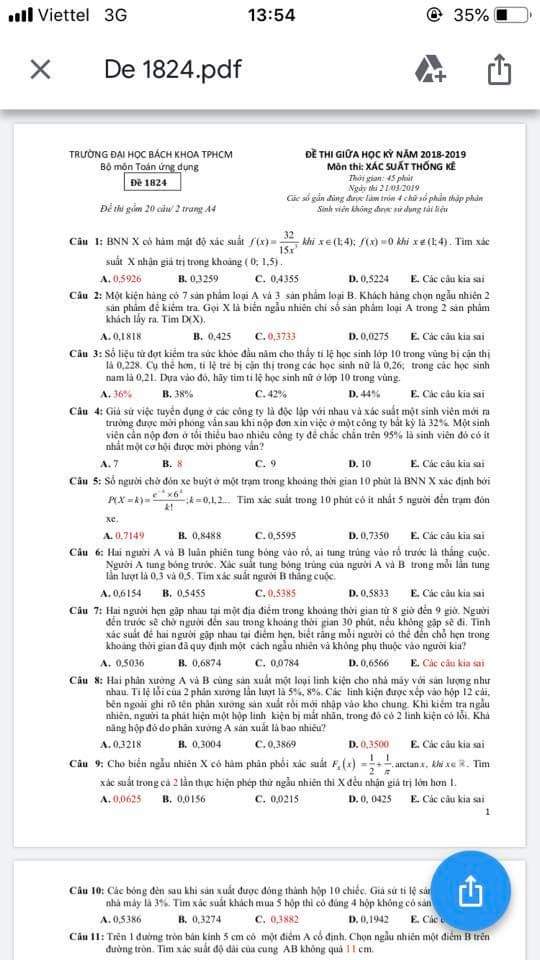 Viettel 3G 13:54 35%
De 1824.pdf
TRƯỜNG ĐẠI HỌC BÁCH KHOA TPHCM
Bộ môn Toán ứng dụng
Đề 1824
Đề thi gồm 20 câu/ 2 trang A4
ĐỀ THI GIỮA HỌC KỲ NĂM 2018-2019
Môn thi: XÁC SUẤT THỐNG KÊ
Thời gian: 45 phút
Ngày thi 21/03/2019
Các số gần đúng được làm tròn 4 chữ số phần thập phân
Sinh viên không được sử dụng tài liệu
Câu 1: BNN X có hàm mật độ xác suất f(x) = 32/15x³ khi x ∈ (1;4); f(x) = 0 khi x ∉ (1;4) . Tìm xác
suất X nhận giá trị trong khoảng ( 0; 1,5) .
A. 0,5926 B. 0,3259 C. 0,4355 D. 0,5224 E. Các câu kia sai
Câu 2: Một kiện hàng có 7 sản phẩm loại A và 3 sản phẩm loại B. Khách hàng chọn ngẫu nhiên 2
sản phẩm để kiểm tra. Gọi X là biến ngẫu nhiên chỉ số sản phẩm loại A trong 2 sản phẩm
khách lấy ra. Tìm D(X).
A. 0,1818 B. 0,425 C. 0,3733 D. 0,0275 E. Các câu kia sai
Câu 3: Số liệu từ đợt kiểm tra sức khỏe đầu năm cho thấy tỉ lệ học sinh lớp 10 trong vùng bị cận thị
là 0,228. Cụ thể hơn, tỉ lệ trẻ bị cận thị trong các học sinh nữ là 0,26; trong các học sinh
nam là 0,21. Dựa vào đó, hãy tìm tỉ lệ học sinh nữ ở lớp 10 trong vùng.
A. 36% B. 38% C. 42% D. 44% E. Các câu kia sai
Câu 4: Giả sử việc tuyển dụng ở các công ty là độc lập với nhau và xác suất một sinh viên mới ra
trường được mời phỏng vấn sau khi nộp đơn xin việc ở một công ty bất kỳ là 32%. Một sinh
viên cần nộp đơn ở tối thiểu bao nhiêu công ty để chắc chắn trên 95% là sinh viên đó có ít
nhất một cơ hội được mời phỏng vấn?
A. 7 B. 8 C. 9 D. 10 E. Các câu kia sai
Câu 5: Số người chờ đón xe buýt ở một trạm trong khoảng thời gian 10 phút là BNN X xác định bởi
P(X = k) = e⁻⁶ × 6ᵏ/k!; k = 0,1,2... Tìm xác suất trong 10 phút có ít nhất 5 người đến trạm đón
xe.
A. 0,7149 B. 0,8488 C. 0,5595 D. 0,7350 E. Các câu kia sai
Câu 6: Hai người A và B luân phiên tung bóng vào rổ, ai tung trúng vào rổ trước là thắng cuộc.
Người A tung bóng trước. Xác suất tung bóng trúng của người A và B trong mỗi lần tung
lần lượt là 0,3 và 0,5. Tìm xác suất người B thắng cuộc.
A. 0,6154 B. 0,5455 C. 0,5385 D. 0,5833 E. Các câu kia sai
Câu 7: Hai người hẹn gặp nhau tại một địa điểm trong khoảng thời gian từ 8 giờ đến 9 giờ. Người
đến trước sẽ chờ người đến sau trong khoảng thời gian 30 phút, nếu không gặp sẽ đi. Tính
xác suất để hai người gặp nhau tại điểm hẹn, biết rằng mỗi người có thể đến chỗ hẹn trong
khoảng thời gian đã quy định một cách ngẫu nhiên và không phụ thuộc vào người kia?
A. 0,5036 B. 0,6874 C. 0,0784 D. 0,6566 E. Các câu kia sai
Câu 8: Hai phân xưởng A và B cùng sản xuất một loại linh kiện cho nhà máy với sản lượng như
nhau. Tỉ lệ lỗi của 2 phân xưởng lần lượt là 5%, 8%. Các linh kiện được xếp vào hộp 12 cái,
bên ngoài ghi rõ tên phân xưởng sản xuất rồi mới nhập vào kho chung. Khi kiểm tra ngẫu
nhiên, người ta phát hiện một hộp linh kiện bị mất nhãn, trong đó có 2 linh kiện có lỗi. Khả
năng hộp đó do phân xưởng A sản xuất là bao nhiêu?
A. 0,3218 B. 0,3004 C. 0,3869 D. 0,3500 E. Các câu kia sai
Câu 9: Cho biến ngẫu nhiên X có hàm phân phối xác suất Fₓ(x) = 1/2 + 1/π . arctan x, khi x ∈ ℝ. Tìm
xác suất trong cả 2 lần thực hiện phép thử ngẫu nhiên thì X đều nhận giá trị lớn hơn 1.
A. 0,0625 B. 0,0156 C. 0,0215 D. 0, 0425 E. Các câu kia sai
1
Câu 10: Các bóng đèn sau khi sản xuất được đóng thành hộp 10 chiếc. Giả sử tỉ lệ sản
nhà máy là 3%. Tìm xác suất khách mua 5 hộp thì có đúng 4 hộp không có sản
A. 0,5386 B. 0,3274 C. 0,3882 D. 0,1942 E. Các
Câu 11: Trên 1 đường tròn bán kính 5 cm có một điểm A cố định. Chọn ngẫu nhiên một điểm B trên
đường tròn. Tìm xác suất độ dài của cung AB không quá 11 cm.